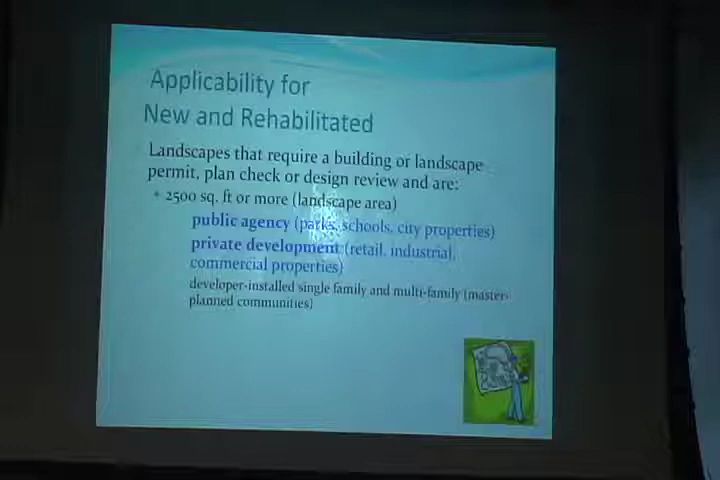 Applicability for
New and Rehabilitated
Landscapes that require a building or landscape
permit, plan check or design review and are:
• 2500 sq. ft or more (landscape area)
public agency (parks, schools, city properties)
private development (retail, industrial,
commercial properties)
developer-installed single family and multi-family (master-
planned communities)